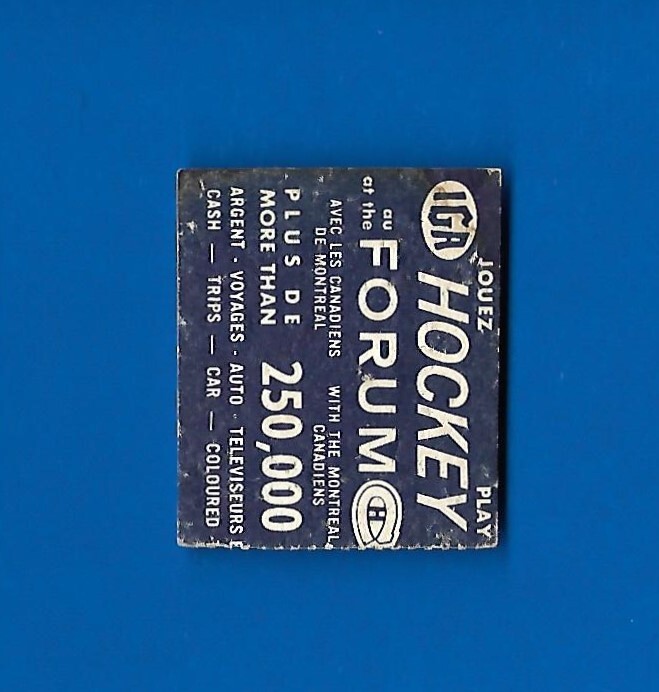 JOUEZ PLAY
IGA HOCKEY
au
at the FORUM CH
AVEC LES CANADIENS WITH THE MONTREAL
DE MONTREAL CANADIENS
PLUS DE
MORE THAN 250,000
ARGENT - VOYAGES - AUTO - TELEVISEURS E
CASH — TRIPS — CAR — COLOURED